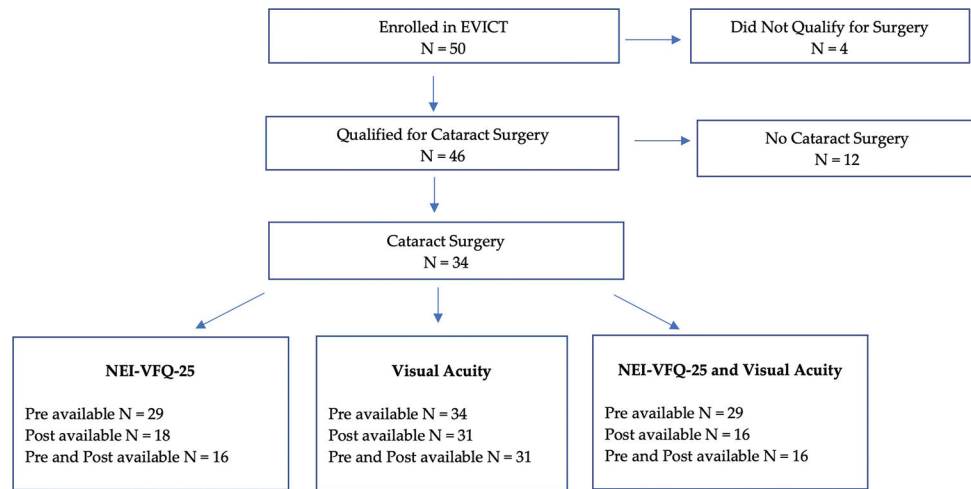 Enrolled in EVICT
N = 50
Did Not Qualify for Surgery
N = 4
Qualified for Cataract Surgery
N = 46
No Cataract Surgery
N = 12
Cataract Surgery
N = 34
NEI-VFQ-25
Pre available N = 29
Post available N = 18
Pre and Post available N = 16
Visual Acuity
Pre available N = 34
Post available N = 31
Pre and Post available N = 31
NEI-VFQ-25 and Visual Acuity
Pre available N = 29
Post available N = 16
Pre and Post available N = 16